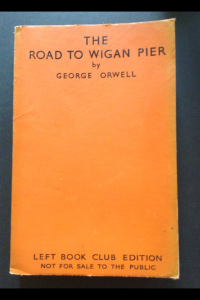 THE
ROAD TO WIGAN PIER
by
GEORGE ORWELL
LEFT BOOK CLUB EDITION
NOT FOR SALE TO THE PUBLIC